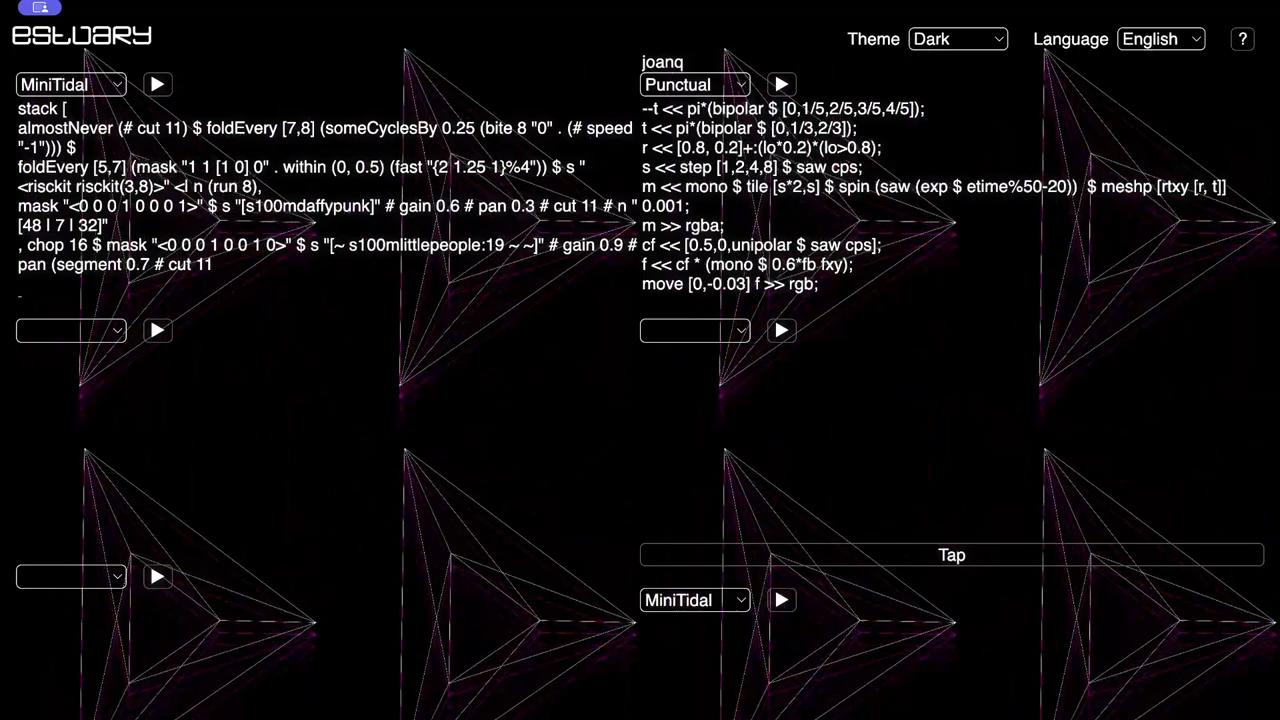 estuary
Theme Dark Language English ?
MiniTidal
stack [
almostNever (# cut 11) $ foldEvery [7,8] (someCyclesBy 0.25 (bite 8 "0" . (# speed
"-1"))) $
foldEvery [5,7] (mask "1 1 [1 0] 0" . within (0, 0.5) (fast "{2 1.25 1}%4")) $ s "
<risckit risckit(3,8)>" <| n (run 8),
mask "<0 0 0 1 0 0 0 1>" $ s "[s100mdaffypunk]" # gain 0.6 # pan 0.3 # cut 11 # n "
[48 | 7 | 32]"
, chop 16 $ mask "<0 0 0 1 0 0 1 0>" $ s "[~ s100mlittlepeople:19 ~ ~]" # gain 0.9 #
pan (segment 0.7 # cut 11
joanq
Punctual
--t << pi*(bipolar $ [0,1/5,2/5,3/5,4/5]);
t << pi*(bipolar $ [0,1/3,2/3]);
r << [0.8, 0.2]+:(lo*0.2)*(lo>0.8);
s << step [1,2,4,8] $ saw cps;
m << mono $ tile [s*2,s] $ spin (saw (exp $ etime%50-20)) $ meshp [rtxy [r, t]]
0.001;
m >> rgba;
cf << [0.5,0,unipolar $ saw cps];
f << cf * (mono $ 0.6*fb fxy);
move [0,-0.03] f >> rgb;
Tap
MiniTidal